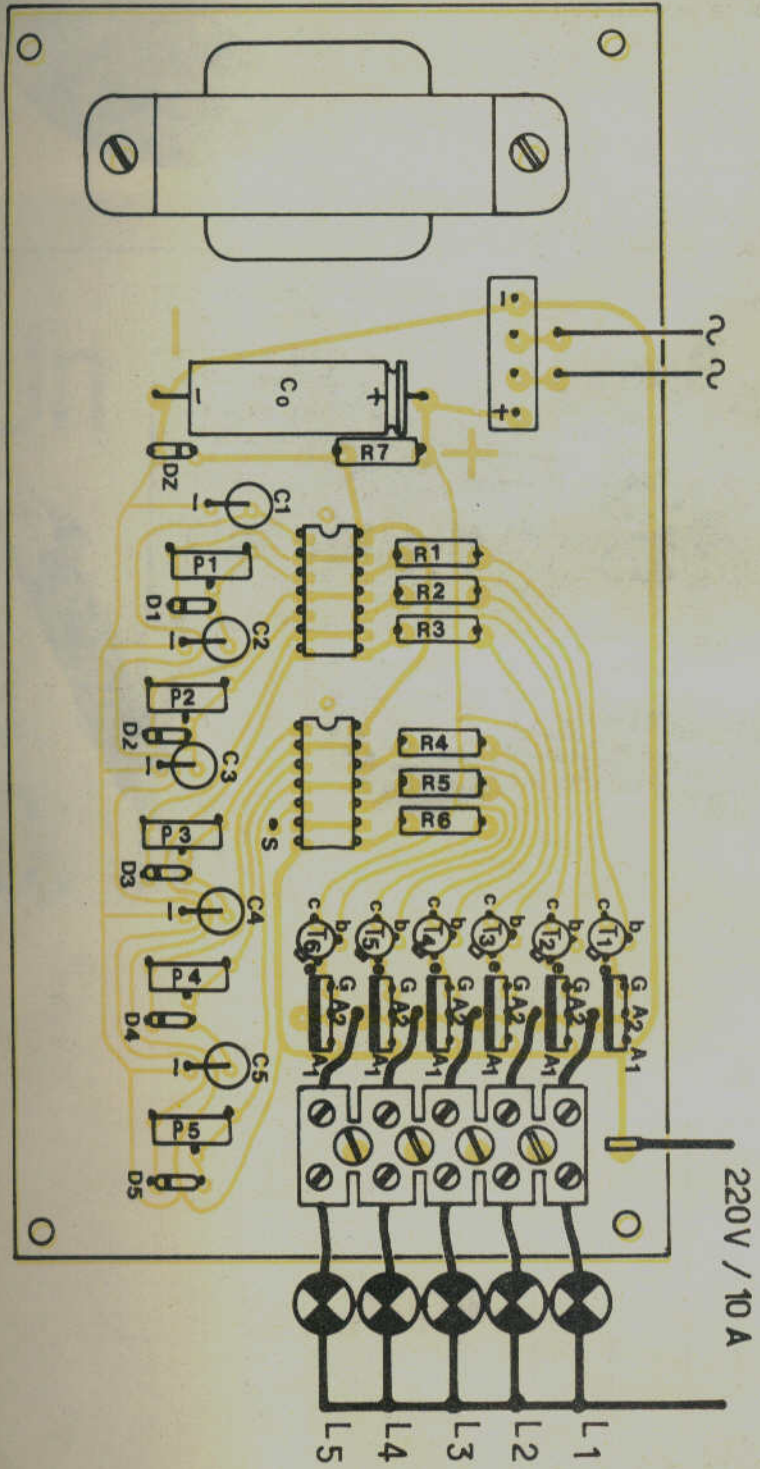 ~
~
−
+
− C0 +
R7
DZ
− C1
P1
R1
D1
R2
− C2
R3
P2
D2
R4
− C3
R5
P3
R6
S
D3
− C4
c b c b c b c b c b c b
T6 T5 T4 T3 T2 T1
e e e e e e
P4
G A2 G A2 G A2 G A2 G A2 G A2
D4
A1 A1 A1 A1 A1 A1
− C5
P5
D5
220V / 10 A
L5 L4 L3 L2 L1